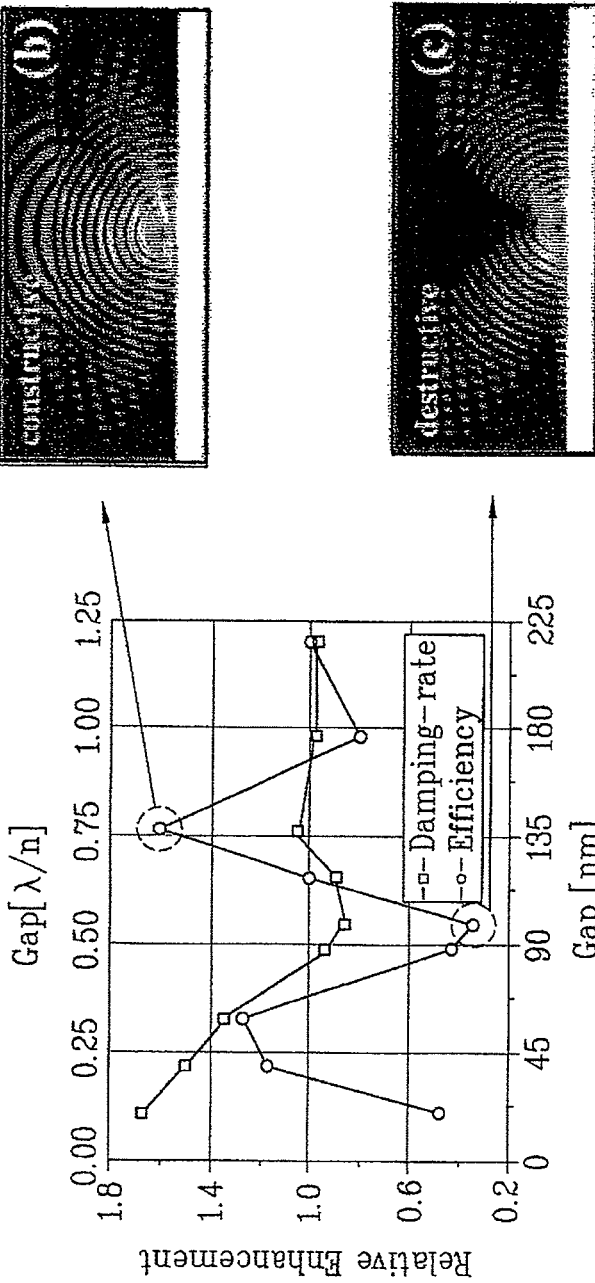 Gap[λ/n]
0.00 0.25 0.50 0.75 1.00 1.25
Relative Enhancement
1.8
1.4
1.0
0.6
0.2
-□-Damping-rate
-○-Efficiency
0 45 90 135 180 225
Gap [nm]
constructive (b)
destructive (c)